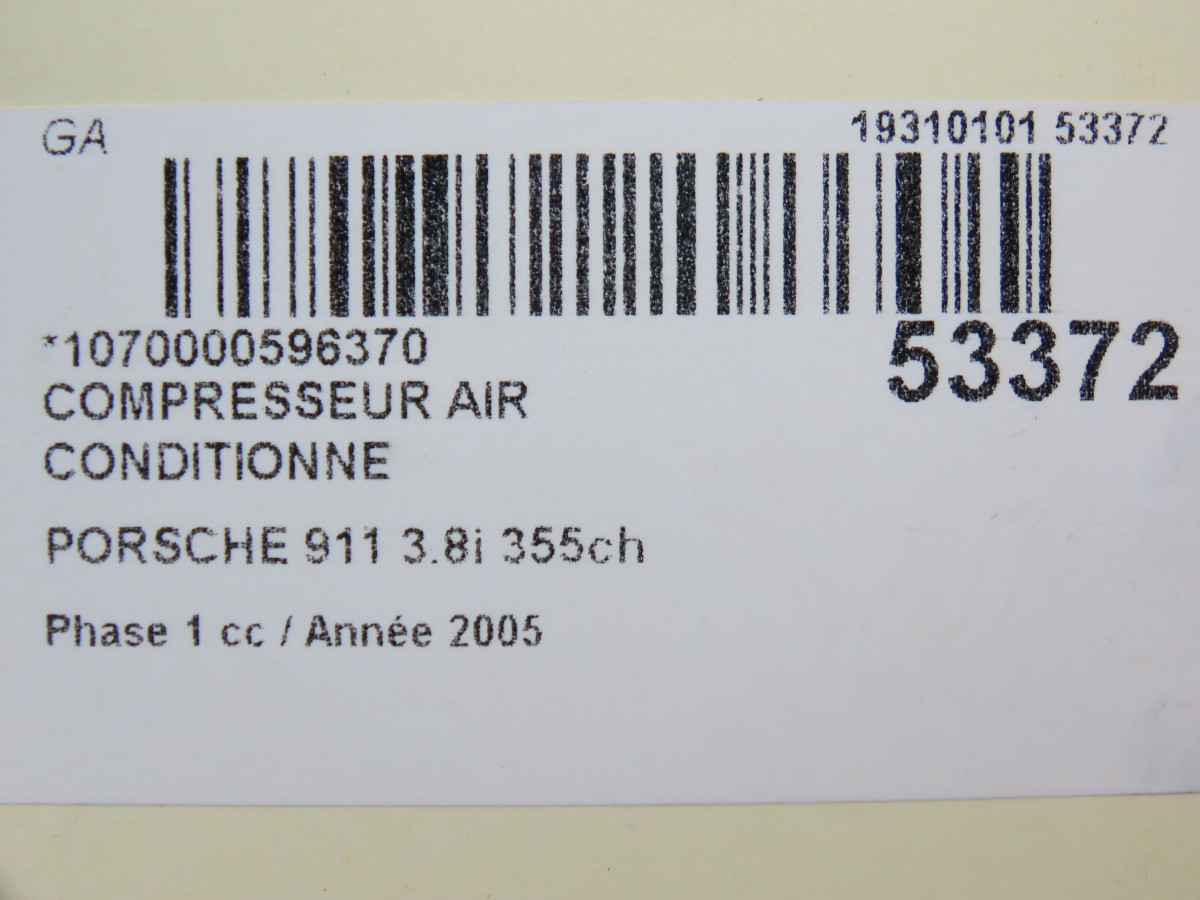 GA
19310101 53372
*1070000596370
53372
COMPRESSEUR AIR
CONDITIONNE
PORSCHE 911 3.8i 355ch
Phase 1 cc / Année 2005